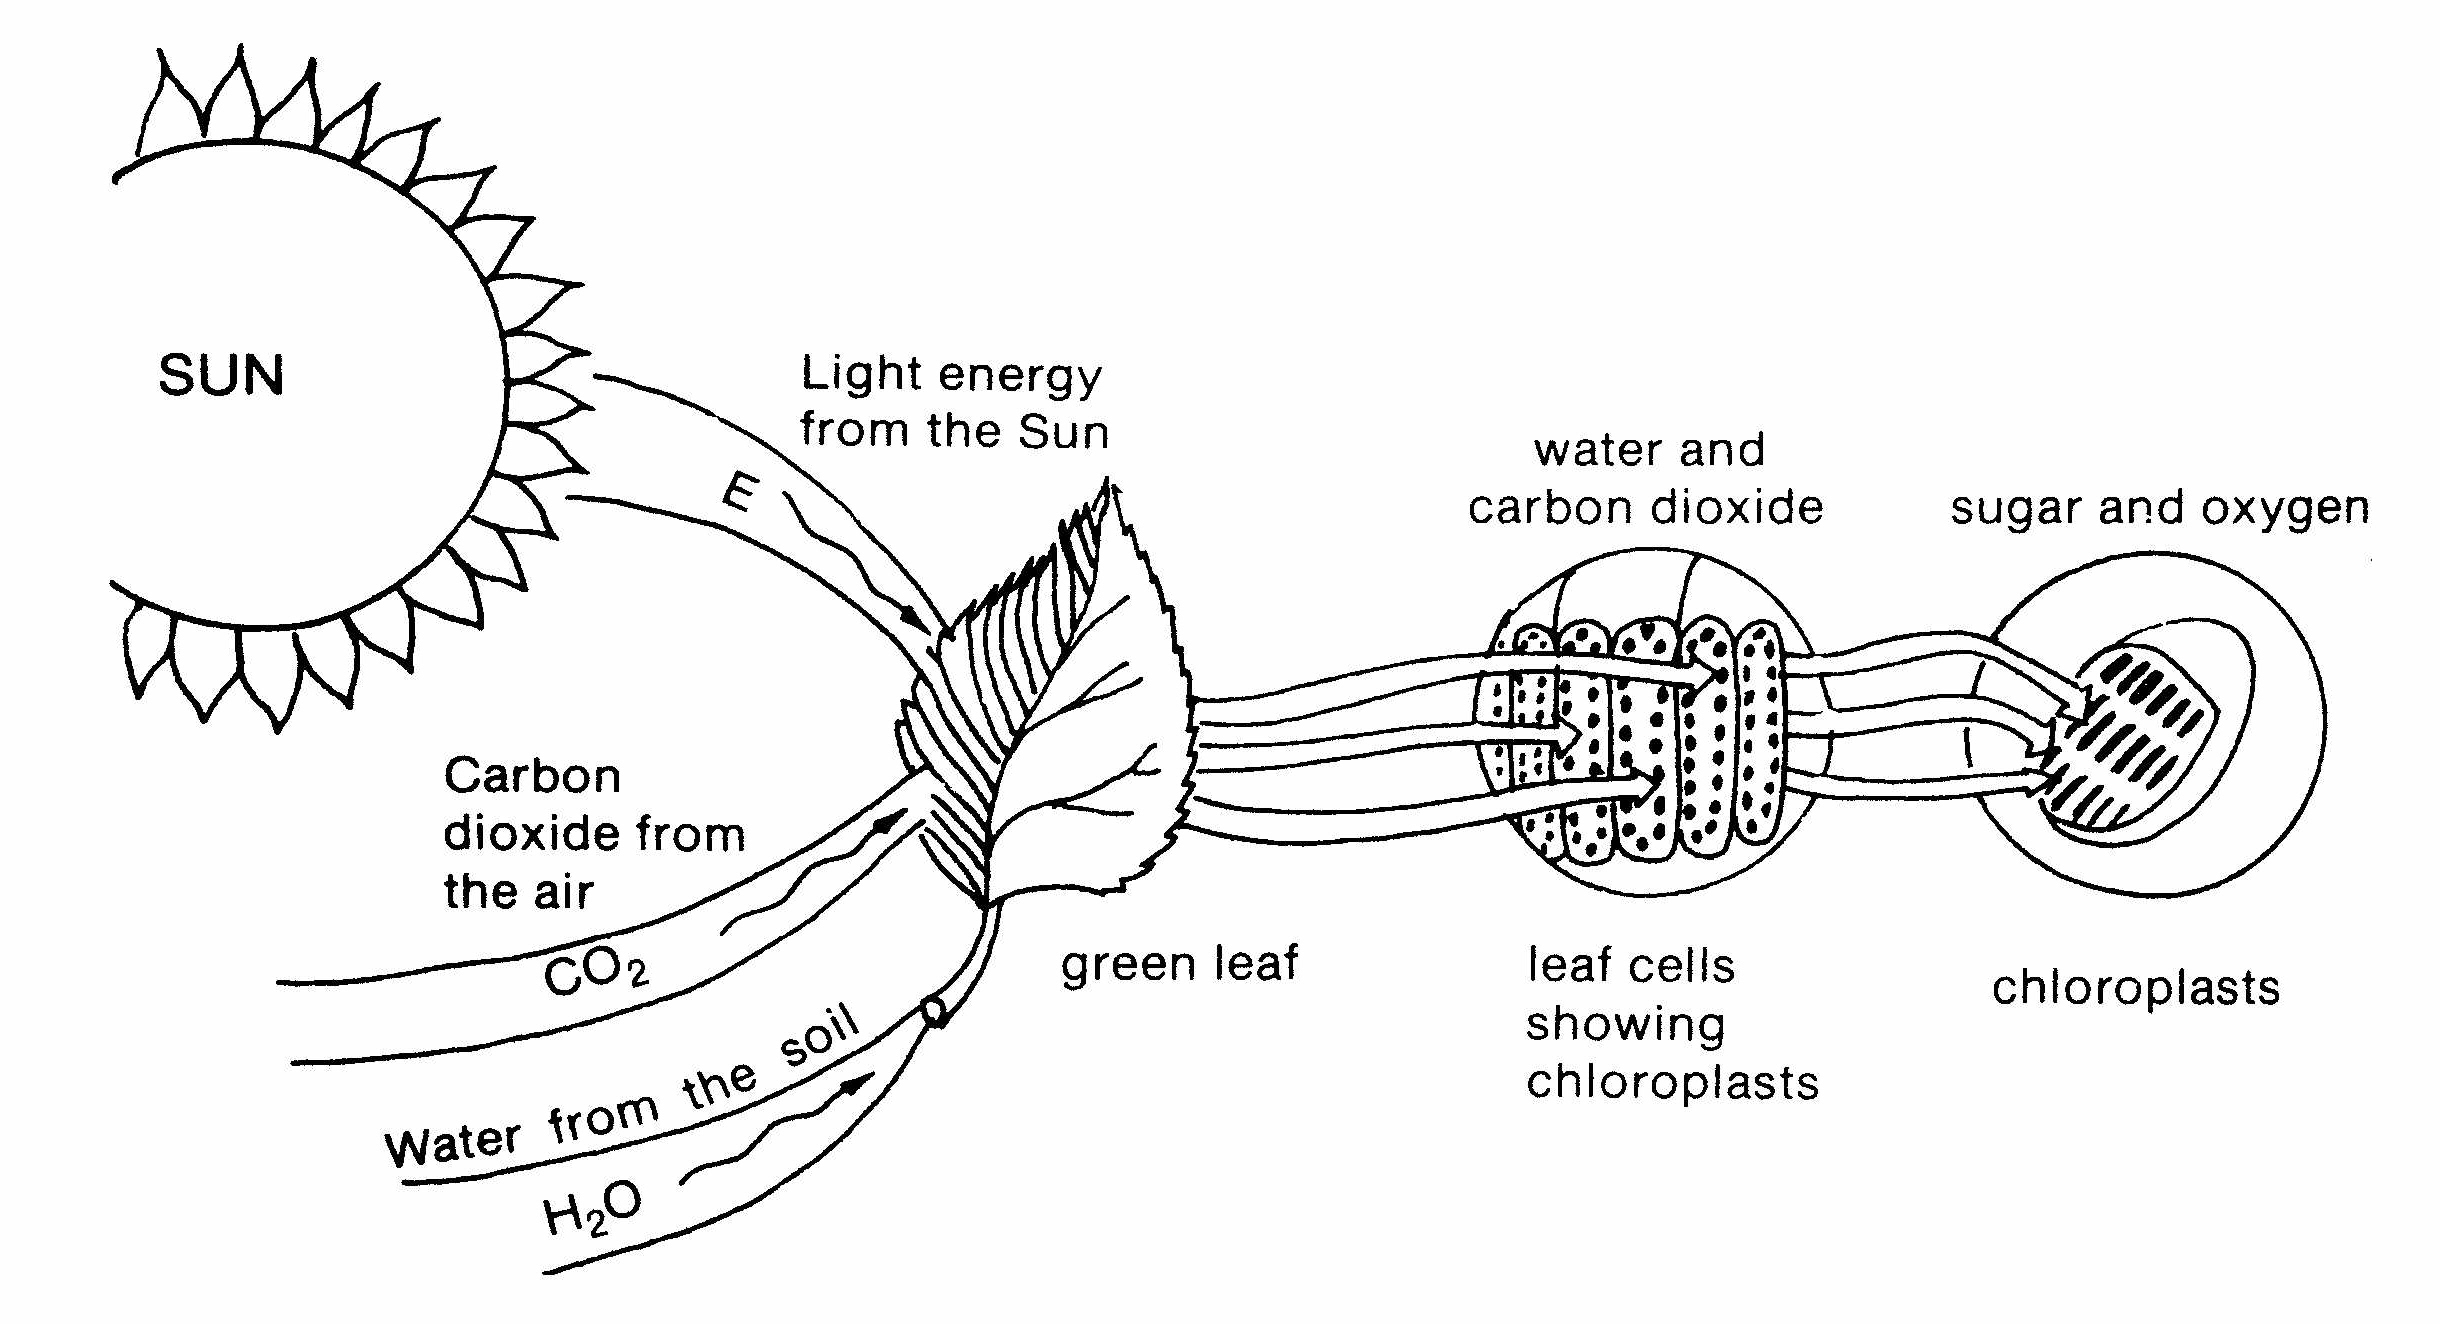 SUN
Light energy
from the Sun
E
water and
carbon dioxide
sugar and oxygen
Carbon
dioxide from
the air
CO₂
green leaf
leaf cells
showing
chloroplasts
chloroplasts
Water from the soil
H₂O